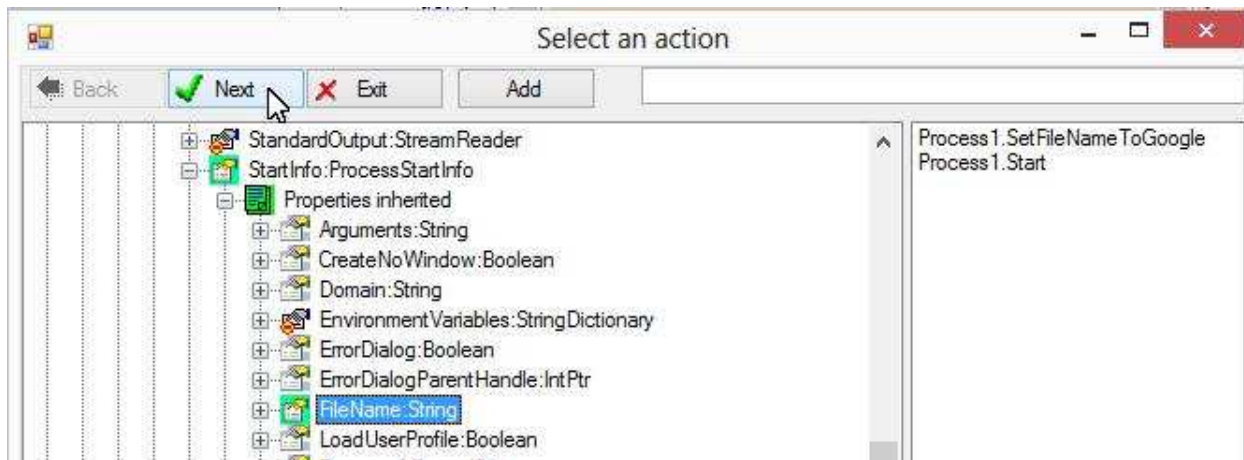 Select an action
Back Next Exit Add
StandardOutput:StreamReader
StartInfo:ProcessStartInfo
Properties inherited
Arguments:String
CreateNoWindow:Boolean
Domain:String
EnvironmentVariables:StringDictionary
ErrorDialog:Boolean
ErrorDialogParentHandle:IntPtr
FileName:String
LoadUserProfile:Boolean
Process1.SetFileNameToGoogle
Process1.Start